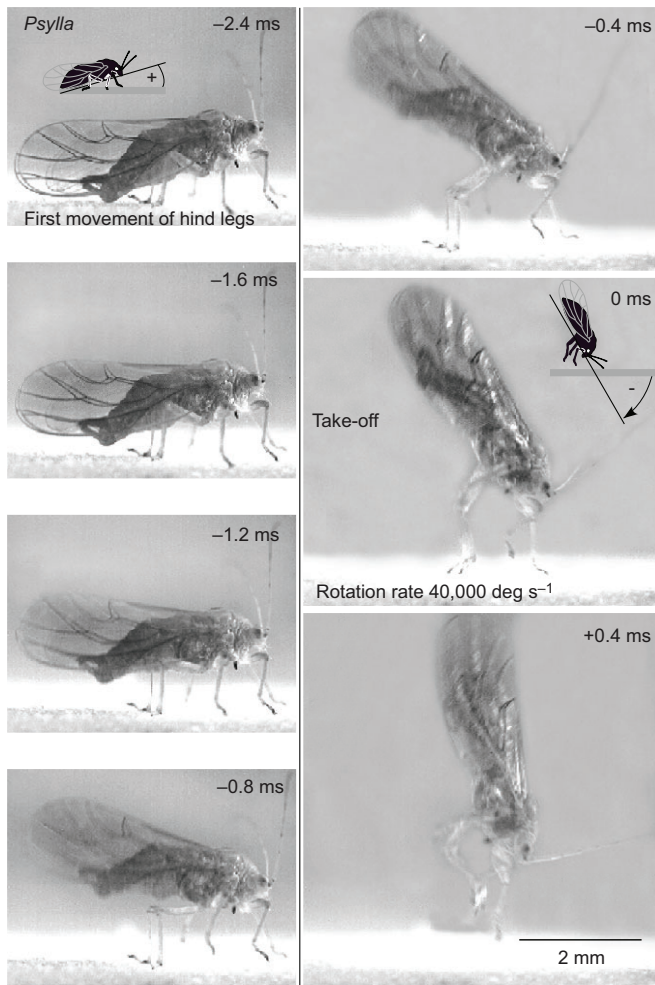 Psylla
–2.4 ms
+
First movement of hind legs
–1.6 ms
–1.2 ms
–0.8 ms
–0.4 ms
0 ms
-
Take-off
Rotation rate 40,000 deg s–1
+0.4 ms
2 mm